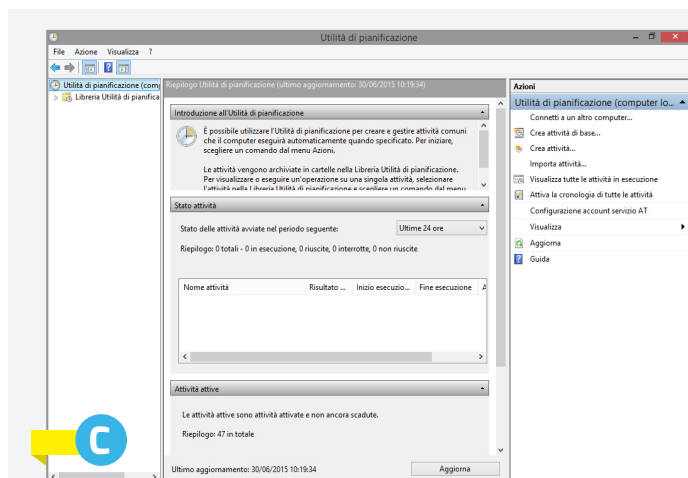 Utilità di pianificazione
File Azione Visualizza ?
Utilità di pianificazione (com
Libreria Utilità di pianifica
Riepilogo Utilità di pianificazione (ultimo aggiornamento: 30/06/2015 10:19:34)
Introduzione all'Utilità di pianificazione
È possibile utilizzare l'Utilità di pianificazione per creare e gestire attività comuni
che il computer eseguirà automaticamente quando specificato. Per iniziare,
scegliere un comando dal menu Azioni.
Le attività vengono archiviate in cartelle nella Libreria Utilità di pianificazione.
Per visualizzare o eseguire un'operazione su una singola attività, selezionare
l'attività nella Libreria Utilità di pianificazione e scegliere un comando dal menu
Stato attività
Stato delle attività avviate nel periodo seguente: Ultime 24 ore
Riepilogo: 0 totali - 0 in esecuzione, 0 riuscite, 0 interrotte, 0 non riuscite
Nome attività Risultato ... Inizio esecuzio... Fine esecuzione A
Attività attive
Le attività attive sono attività attivate e non ancora scadute.
Riepilogo: 47 in totale
Ultimo aggiornamento: 30/06/2015 10:19:34 Aggiorna
Azioni
Utilità di pianificazione (computer lo...
Connetti a un altro computer...
Crea attività di base...
Crea attività...
Importa attività...
Visualizza tutte le attività in esecuzione
Attiva la cronologia di tutte le attività
Configurazione account servizio AT
Visualizza
Aggiorna
Guida
C